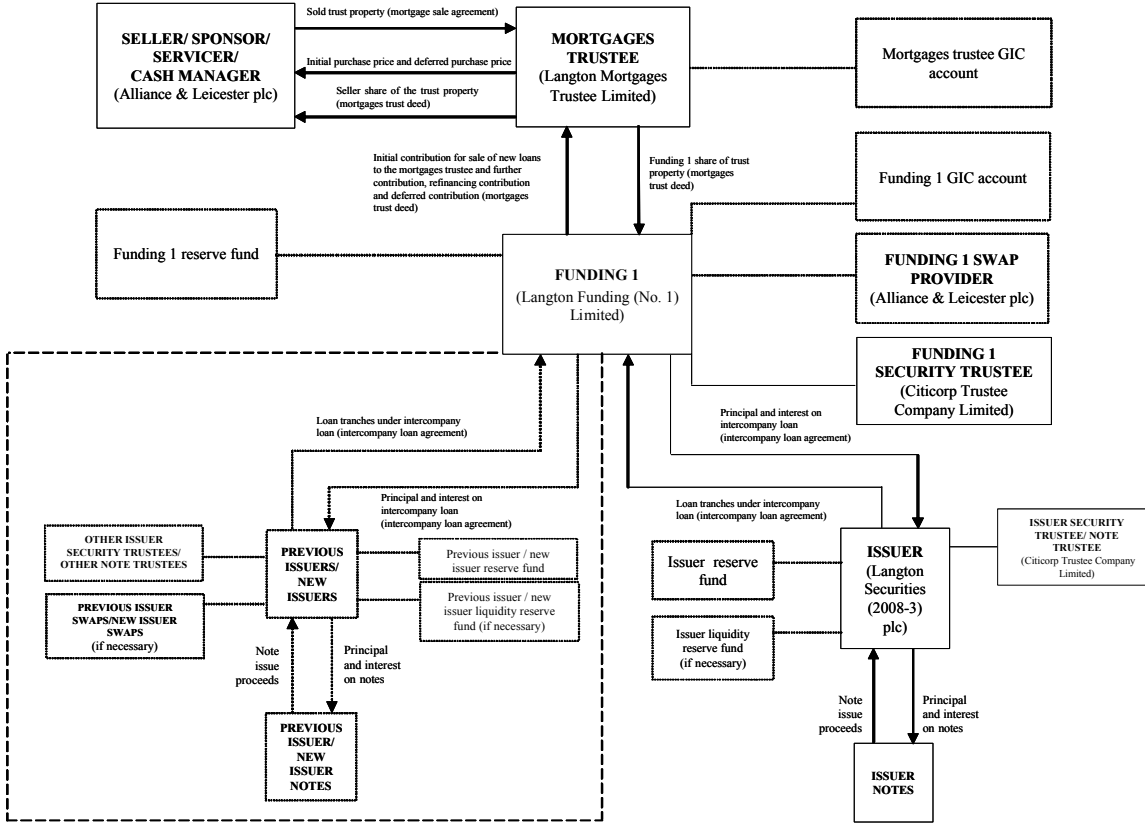 Sold trust property (mortgage sale agreement)
SELLER/ SPONSOR/
SERVICER/
CASH MANAGER
(Alliance & Leicester plc)
Initial purchase price and deferred purchase price
Seller share of the trust property
(mortgages trust deed)
MORTGAGES
TRUSTEE
(Langton Mortgages
Trustee Limited)
Mortgages trustee GIC
account
Initial contribution for sale of new loans
to the mortgages trustee and further
contribution, refinancing contribution
and deferred contribution (mortgages
trust deed)
Funding 1 share of trust
property (mortgages
trust deed)
Funding 1 GIC account
Funding 1 reserve fund
FUNDING 1
(Langton Funding (No. 1)
Limited)
FUNDING 1 SWAP
PROVIDER
(Alliance & Leicester plc)
FUNDING 1
SECURITY TRUSTEE
(Citicorp Trustee
Company Limited)
Loan tranches under intercompany
loan (intercompany loan agreement)
Principal and interest on
intercompany loan
(intercompany loan agreement)
Principal and interest on
intercompany loan
(intercompany loan agreement)
Loan tranches under intercompany
loan (intercompany loan agreement)
OTHER ISSUER
SECURITY TRUSTEES/
OTHER NOTE TRUSTEES
PREVIOUS
ISSUERS/
NEW
ISSUERS
Previous issuer / new
issuer reserve fund
PREVIOUS ISSUER
SWAPS/NEW ISSUER
SWAPS
(if necessary)
Previous issuer / new
issuer liquidity reserve
fund (if necessary)
Issuer reserve
fund
ISSUER
(Langton
Securities
(2008-3)
plc)
ISSUER SECURITY
TRUSTEE/ NOTE
TRUSTEE
(Citicorp Trustee Company
Limited)
Issuer liquidity
reserve fund
(if necessary)
Note
issue
proceeds
Principal
and interest
on notes
PREVIOUS
ISSUER/
NEW
ISSUER
NOTES
Note
issue
proceeds
Principal
and interest
on notes
ISSUER
NOTES